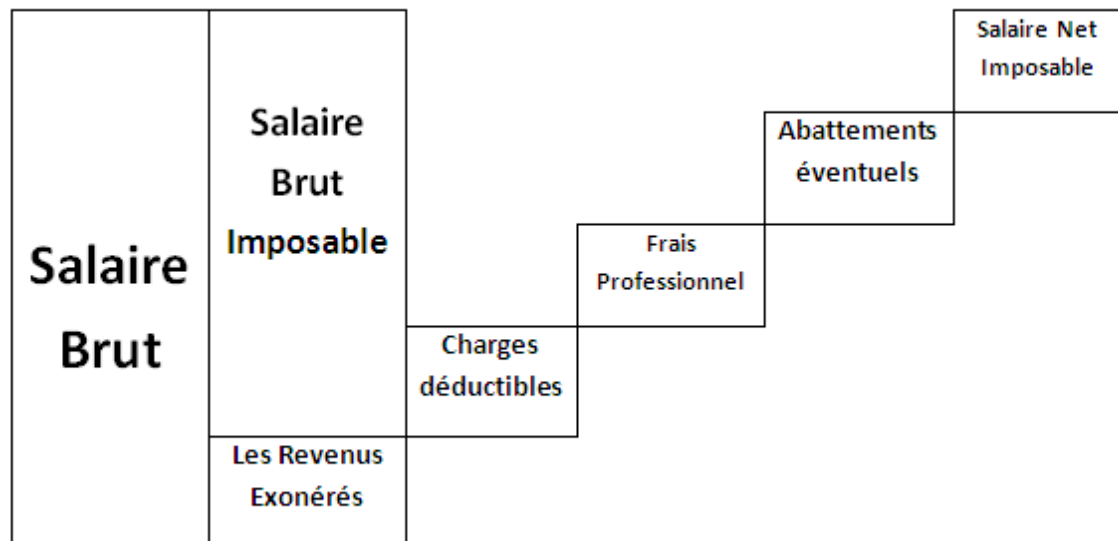 Salaire
Brut
Salaire
Brut
Imposable
Les Revenus
Exonérés
Charges
déductibles
Frais
Professionnel
Abattements
éventuels
Salaire Net
Imposable